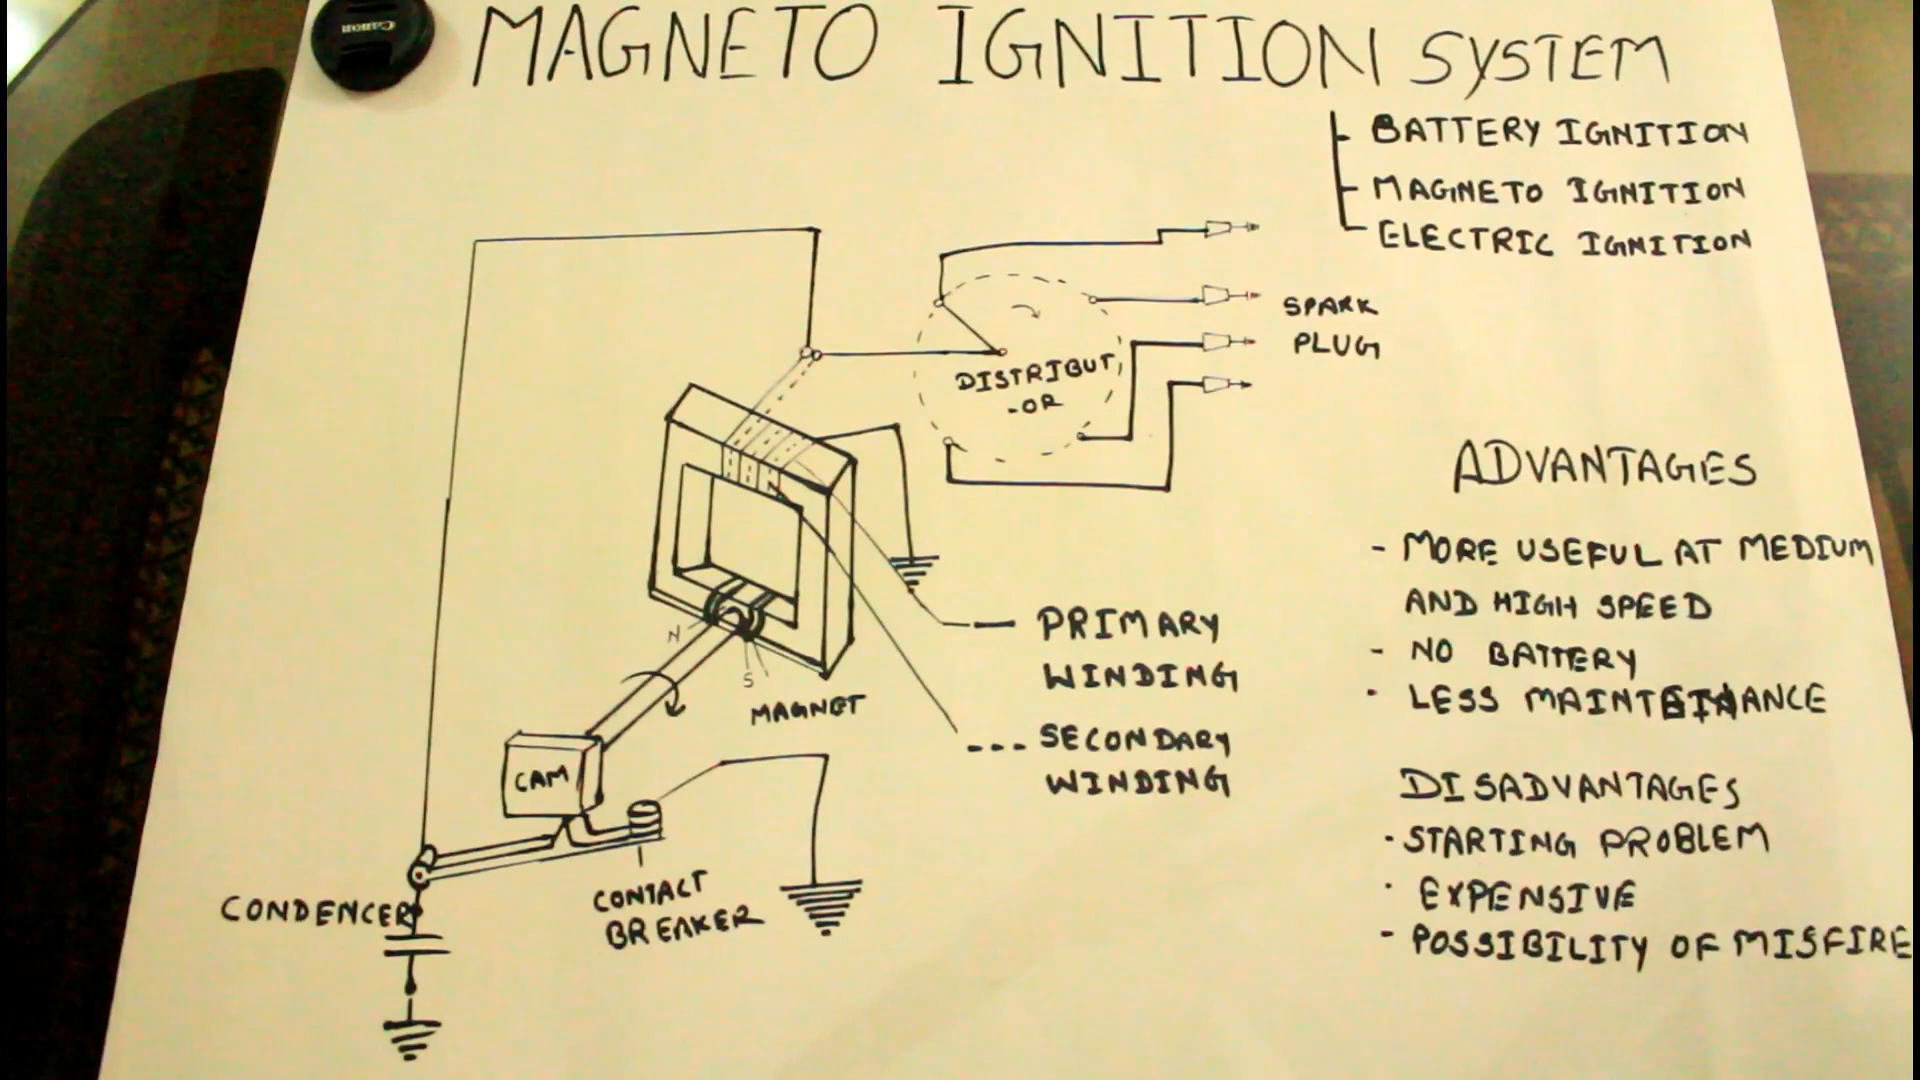 Canon
MAGNETO IGNITION SYSTEM
BATTERY IGNITION
MAGNETO IGNITION
ELECTRIC IGNITION
SPARK
PLUG
DISTRIBUT
-OR
ADVANTAGES
- MORE USEFUL AT MEDIUM
AND HIGH SPEED
- NO BATTERY
- LESS MAINTEINANCE
PRIMARY
WINDING
N
S
MAGNET
SECONDARY
WINDING
CAM
DISADVANTAGES
- STARTING PROBLEM
· EXPENSIVE
- POSSIBILITY OF MISFIRE
CONTACT
BREAKER
CONDENCER